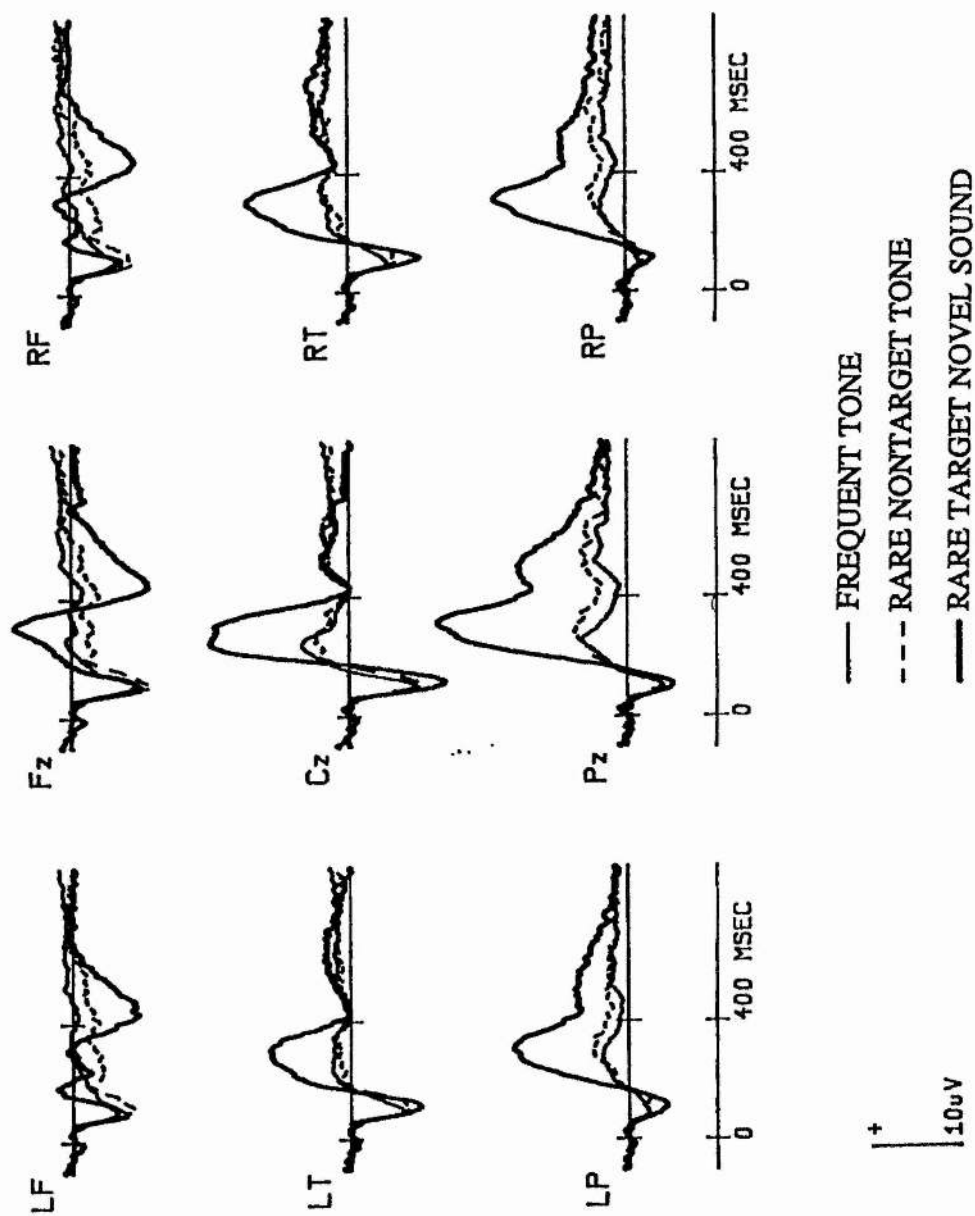 LF Fz RF
LT Cz RT
LP Pz RP
0 400 MSEC 0 400 MSEC 0 400 MSEC
+
10uV
FREQUENT TONE
RARE NONTARGET TONE
RARE TARGET NOVEL SOUND